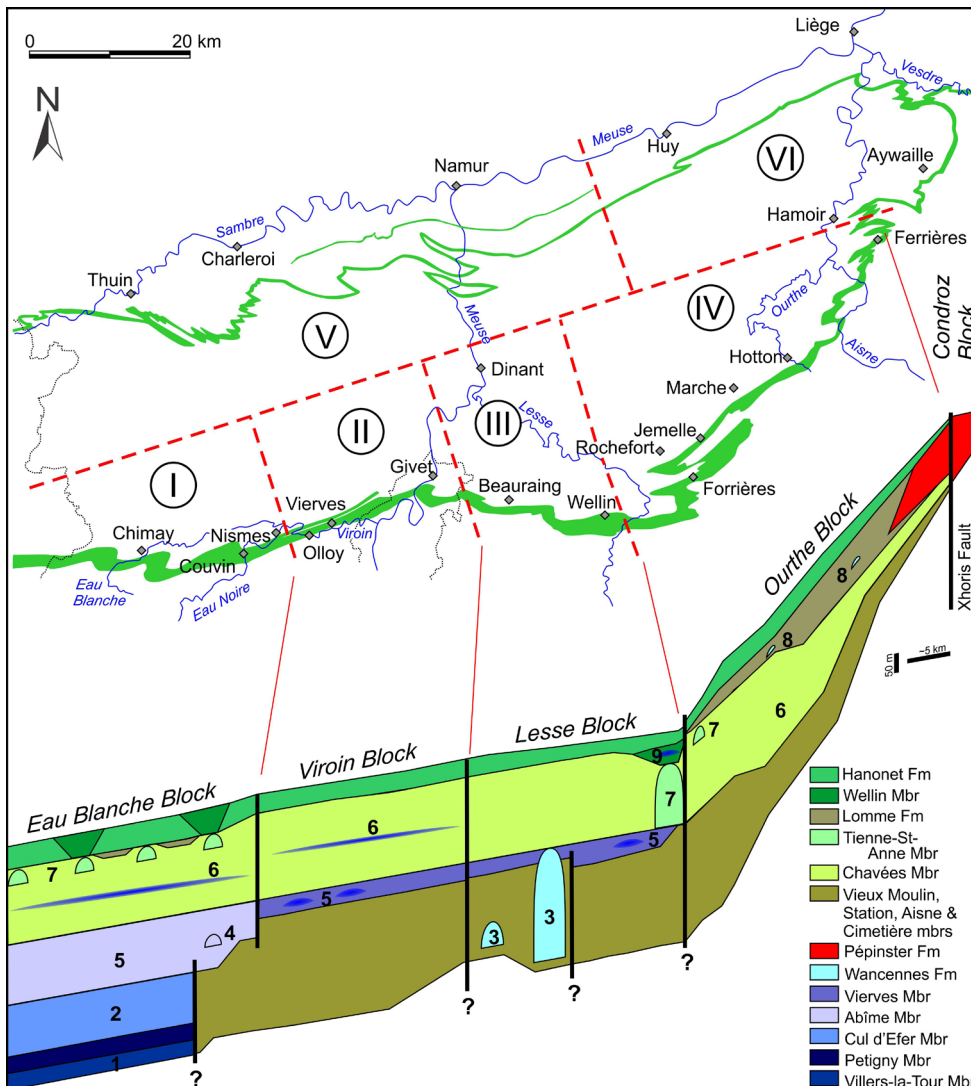 0
20 km
N
Liège
Vesdre
Meuse
Huy
VI
Aywaille
Namur
Hamoir
Sambre
Charleroi
Ferrières
Thuin
IV
Ourthe
Condroz
Block
V
Meuse
Aisne
Hotton
Dinant
Marche
II
III
Lesse
Jemelle
Rochefort
I
Givet
Beauraing
Forrières
Vierves
Wellin
Chimay
Nismes
Viroin
Couvin
Olloy
Eau
Blanche
Eau Noire
Ourthe Block
Xhoris Fault
8
50 m
~5 km
8
6
Lesse Block
7
9
Viroin Block
Eau Blanche Block
7
6
5
7
6
5
4
3
3
5
2
1
?
?
?
?
Hanonet Fm
Wellin Mbr
Lomme Fm
Tienne-St-
Anne Mbr
Chavées Mbr
Vieux Moulin,
Station, Aisne &
Cimetière mbrs
Pépinster Fm
Wancennes Fm
Vierves Mbr
Abîme Mbr
Cul d'Efer Mbr
Petigny Mbr
Villers-la-Tour Mb